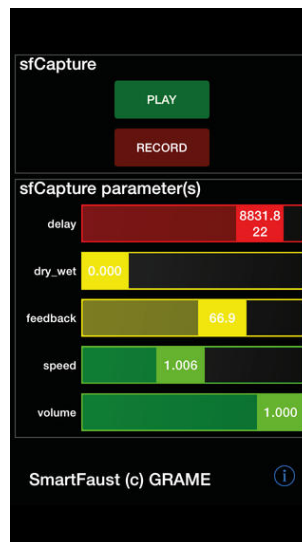 sfCapture
PLAY
RECORD
sfCapture parameter(s)
delay
8831.8
22
dry_wet
0.000
feedback
66.9
speed
1.006
volume
1.000
SmartFaust (c) GRAME
i